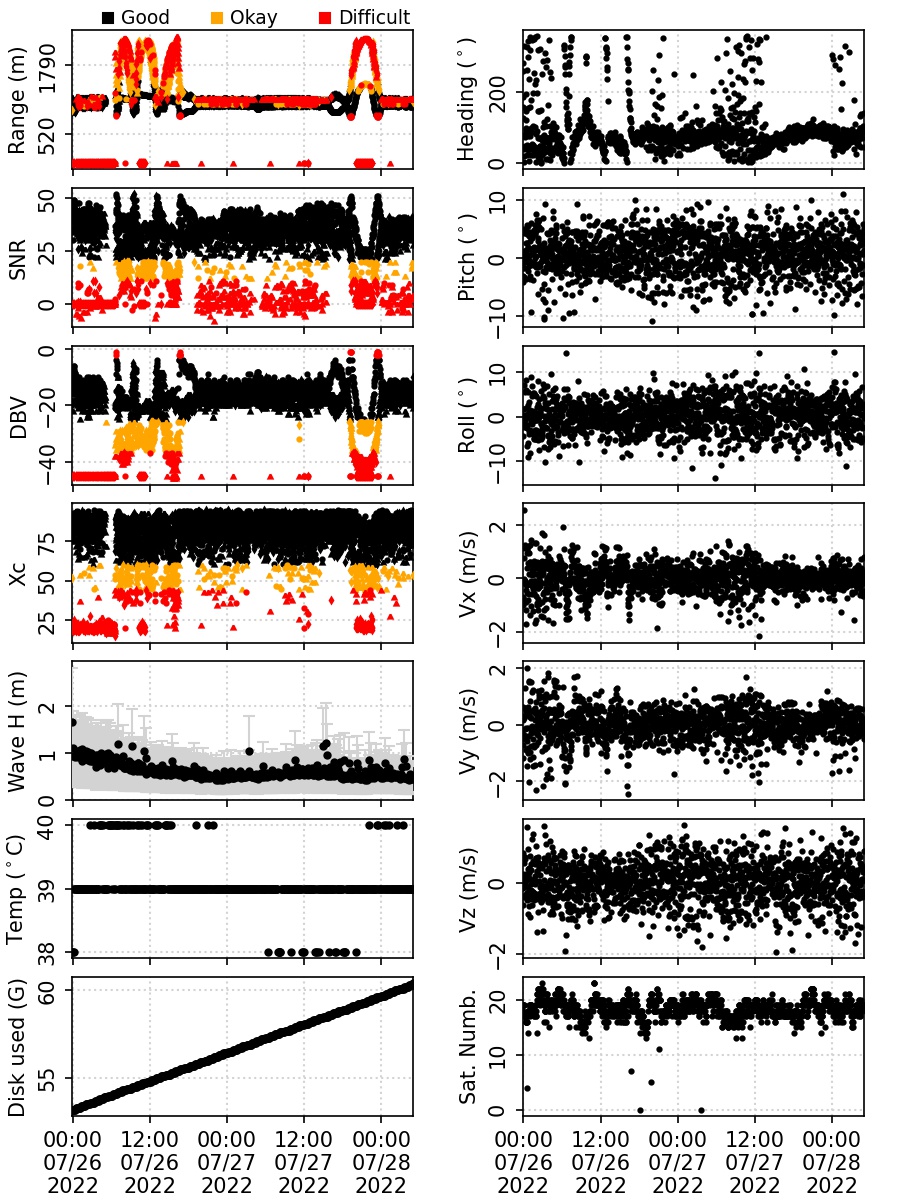 Good Okay Difficult
Range (m)
1790
520
Heading (°)
200
0
SNR
50
25
0
Pitch (°)
10
0
−10
DBV
0
−20
−40
Roll (°)
10
0
−10
Xc
75
50
25
Vx (m/s)
2
0
−2
Wave H (m)
2
1
0
Vy (m/s)
2
0
−2
Temp (°C)
40
39
38
Vz (m/s)
0
−2
Disk used (G)
60
55
Sat. Numb.
20
10
0
00:00 12:00 00:00 12:00 00:00
07/26 07/26 07/27 07/27 07/28
2022 2022 2022 2022 2022
00:00 12:00 00:00 12:00 00:00
07/26 07/26 07/27 07/27 07/28
2022 2022 2022 2022 2022